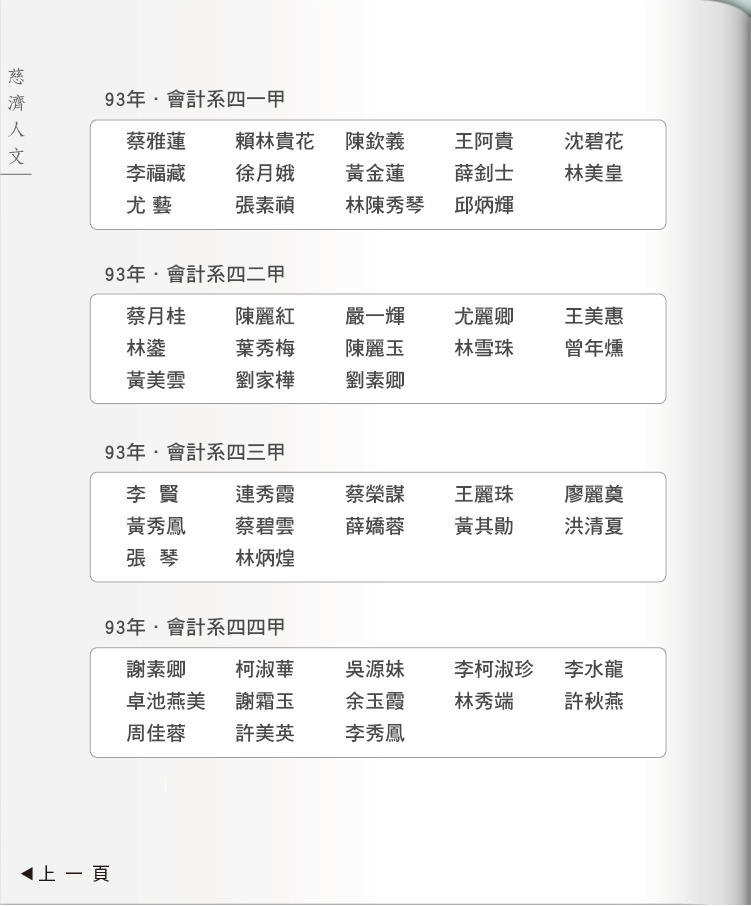 慈濟人文
93年·會計系四一甲
蔡雅蓮 賴林貴花 陳欽義 王阿貴 沈碧花
李福藏 徐月娥 黃金蓮 薛釗士 林美皇
尤 藝 張素禎 林陳秀琴 邱炳輝
93年·會計系四二甲
蔡月桂 陳麗紅 嚴一輝 尤麗卿 王美惠
林鍌 葉秀梅 陳麗玉 林雪珠 曾年燻
黃美雲 劉家樺 劉素卿
93年·會計系四三甲
李 賢 連秀霞 蔡榮謀 王麗珠 廖麗奠
黃秀鳳 蔡碧雲 薛嬌蓉 黃其勛 洪清夏
張 琴 林炳煌
93年·會計系四四甲
謝素卿 柯淑華 吳源妹 李柯淑珍 李水龍
卓池燕美 謝霜玉 余玉霞 林秀端 許秋燕
周佳蓉 許美英 李秀鳳
◀上一頁